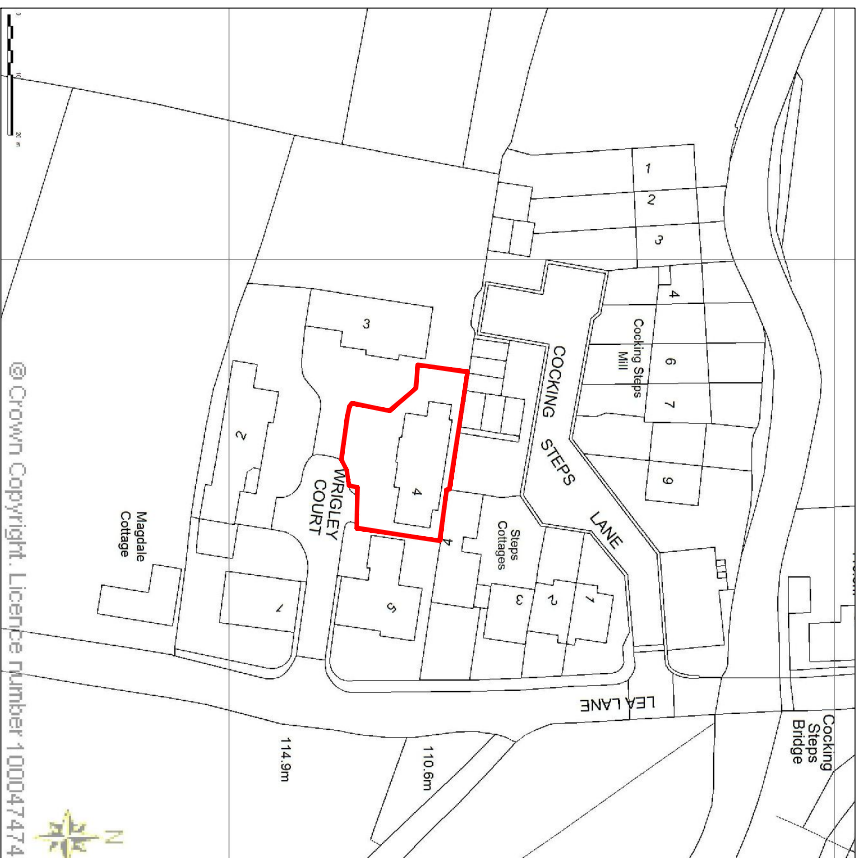 1
2
3
4
Cocking Steps
Mill
6
7
9
COCKING
STEPS
LANE
3
2
4
WRIGLEY
COURT
4
Steps
Cottages
3
2
1
5
1
Magdale
Cottage
LEA LANE
Cocking
Steps
Bridge
110.6m
114.9m
N
© Crown Copyright. Licence number 100047474